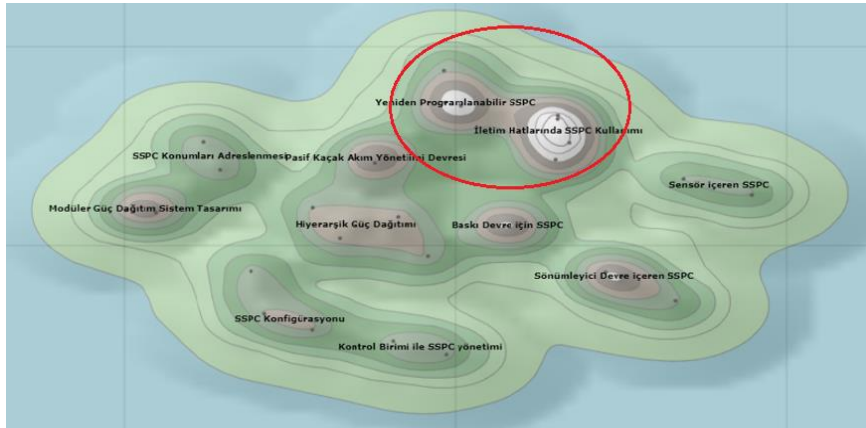 Yeniden Programlanabilir SSPC
İletim Hatlarında SSPC Kullanımı
SSPC Konumları Adreslenmesi
Pasif Kaçak Akım Yönetimi Devresi
Sensör içeren SSPC
Modüler Güç Dağıtım Sistem Tasarımı
Hiyerarşik Güç Dağıtımı
Baskı Devre için SSPC
Sönümleyici Devre içeren SSPC
SSPC Konfigürasyonu
Kontrol Birimi ile SSPC yönetimi